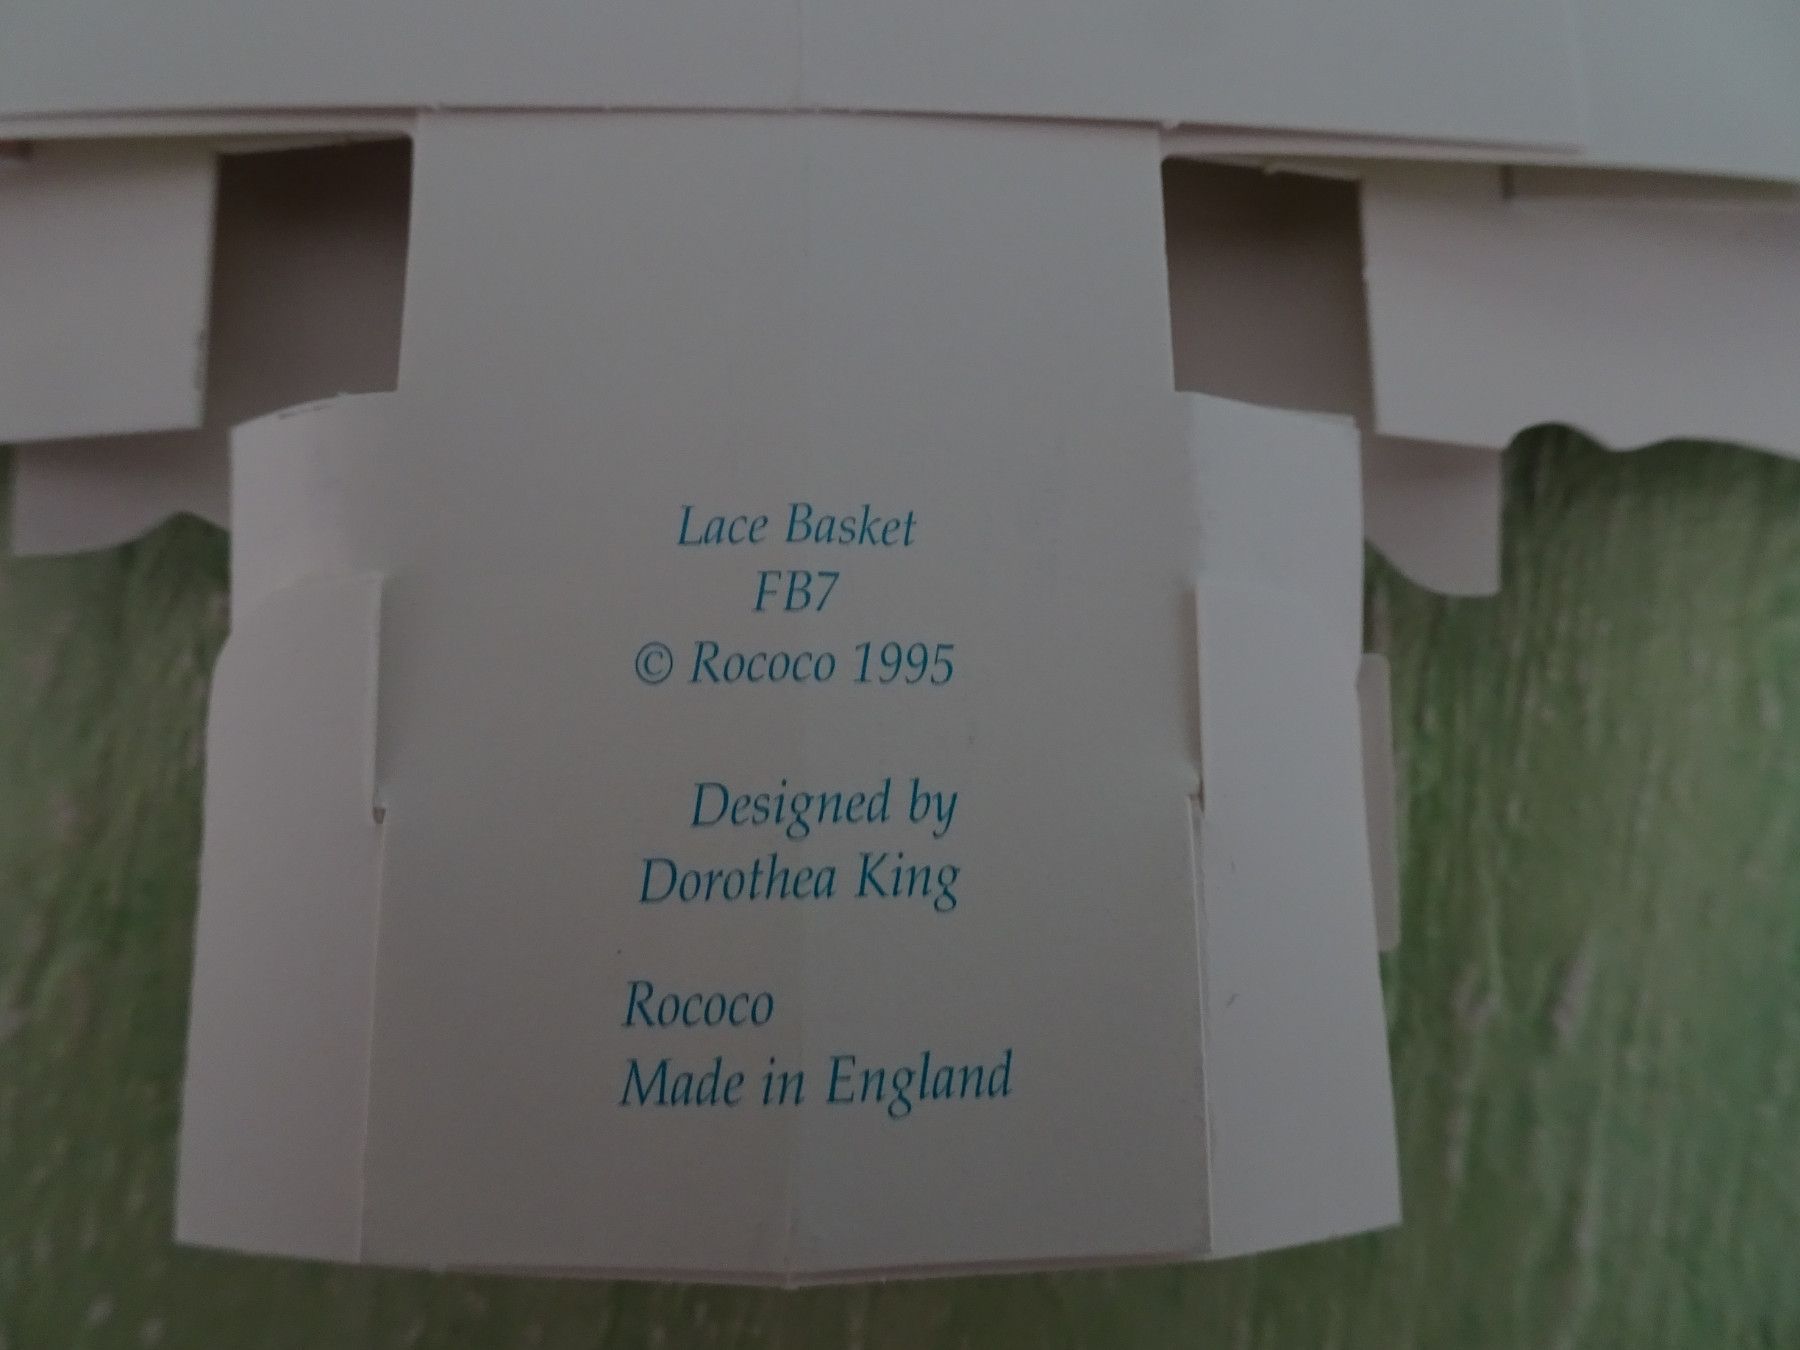 Lace Basket
FB7
© Rococo 1995
Designed by
Dorothea King
Rococo
Made in England